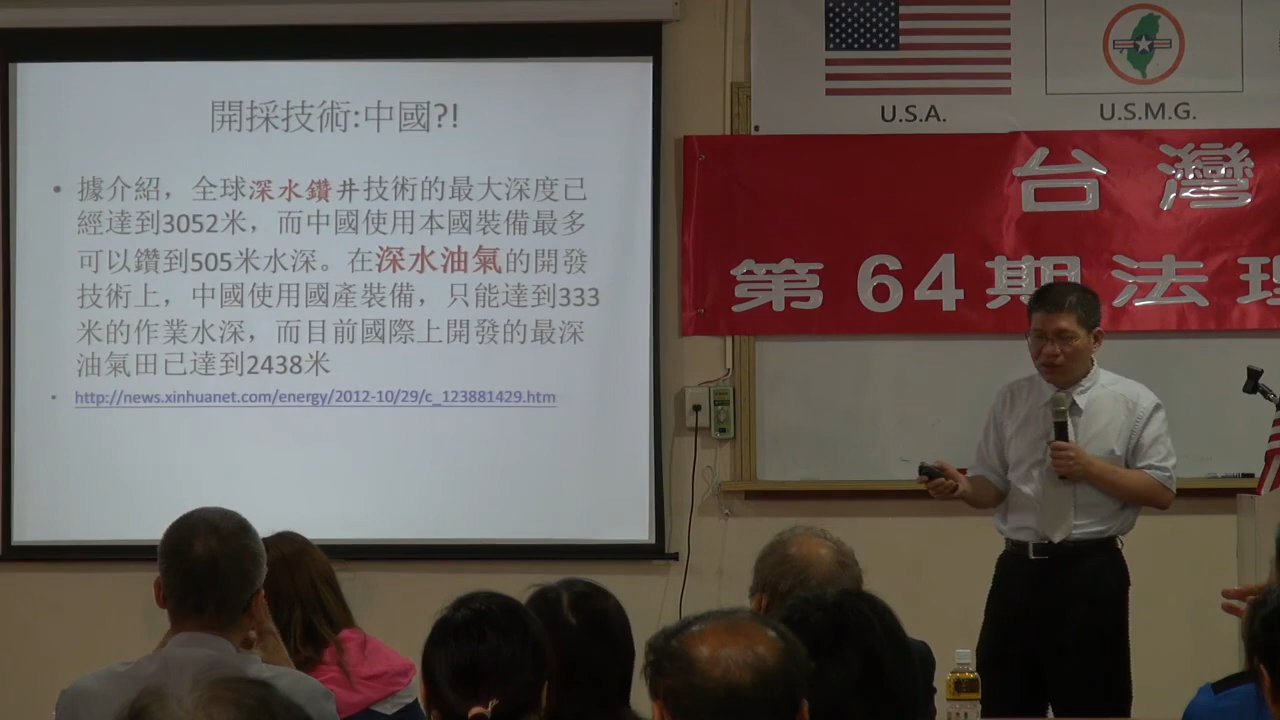 開採技術:中國?!
• 據介紹，全球深水鑽井技術的最大深度已
經達到3052米，而中國使用本國裝備最多
可以鑽到505米水深。在深水油氣的開發
技術上，中國使用國產裝備，只能達到333
米的作業水深，而目前國際上開發的最深
油氣田已達到2438米
• http://news.xinhuanet.com/energy/2012-10/29/c_123881429.htm
U.S.A.
U.S.M.G.
台灣
第64期法理